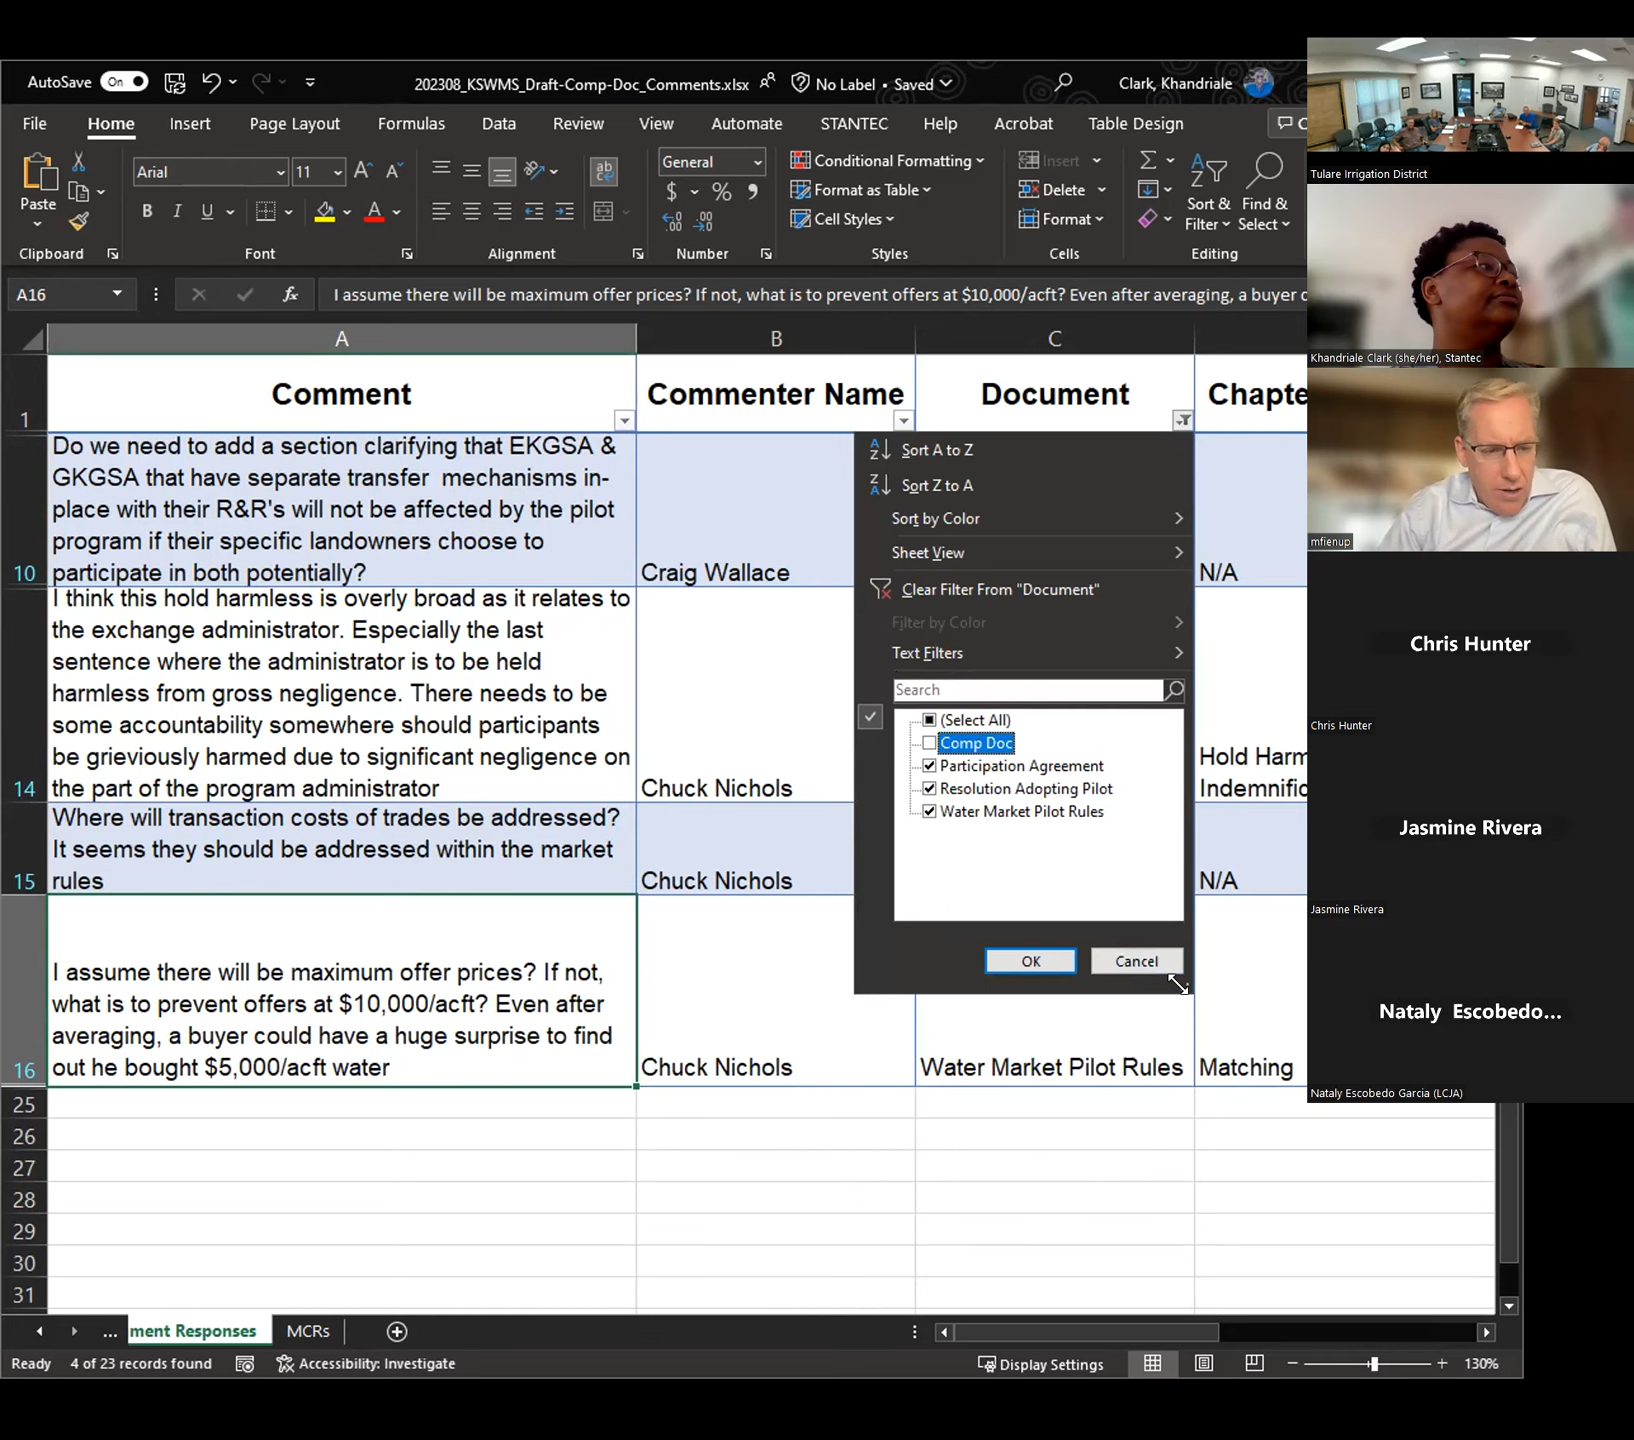 AutoSave On
202308_KSWMS_Draft-Comp-Doc_Comments.xlsx No Label • Saved
Clark, Khandriale
File Home Insert Page Layout Formulas Data Review View Automate STANTEC Help Acrobat Table Design
Paste
Clipboard
Arial 11
B I U
Font
ab
Alignment
General
$ % 9
.00
Number
Conditional Formatting
Format as Table
Cell Styles
Styles
Insert
Delete
Format
Cells
Sort & Filter
Find & Select
Editing
A16 fx I assume there will be maximum offer prices? If not, what is to prevent offers at $10,000/acft? Even after averaging, a buyer
A B C
1 Comment Commenter Name Document Chapte
Do we need to add a section clarifying that EKGSA &
GKGSA that have separate transfer mechanisms in-
place with their R&R's will not be affected by the pilot
program if their specific landowners choose to
10 participate in both potentially? Craig Wallace N/A
I think this hold harmless is overly broad as it relates to
the exchange administrator. Especially the last
sentence where the administrator is to be held
harmless from gross negligence. There needs to be
some accountability somewhere should participants
be grieviously harmed due to significant negligence on
14 the part of the program administrator Chuck Nichols
Hold Harm
Indemnific
Where will transaction costs of trades be addressed?
It seems they should be addressed within the market
15 rules Chuck Nichols N/A
I assume there will be maximum offer prices? If not,
what is to prevent offers at $10,000/acft? Even after
averaging, a buyer could have a huge surprise to find
16 out he bought $5,000/acft water Chuck Nichols Water Market Pilot Rules Matching
25
26
27
28
29
30
31
Sort A to Z
Sort Z to A
Sort by Color
Sheet View
Clear Filter From "Document"
Filter by Color
Text Filters
Search
(Select All)
Comp Doc
Participation Agreement
Resolution Adopting Pilot
Water Market Pilot Rules
OK Cancel
... ment Responses MCRs
Ready 4 of 23 records found Accessibility: Investigate Display Settings 130%
Tulare Irrigation District
Khandriale Clark (she/her), Stantec
mfienup
Chris Hunter
Chris Hunter
Jasmine Rivera
Jasmine Rivera
Nataly Escobedo...
Nataly Escobedo Garcia (LCJA)